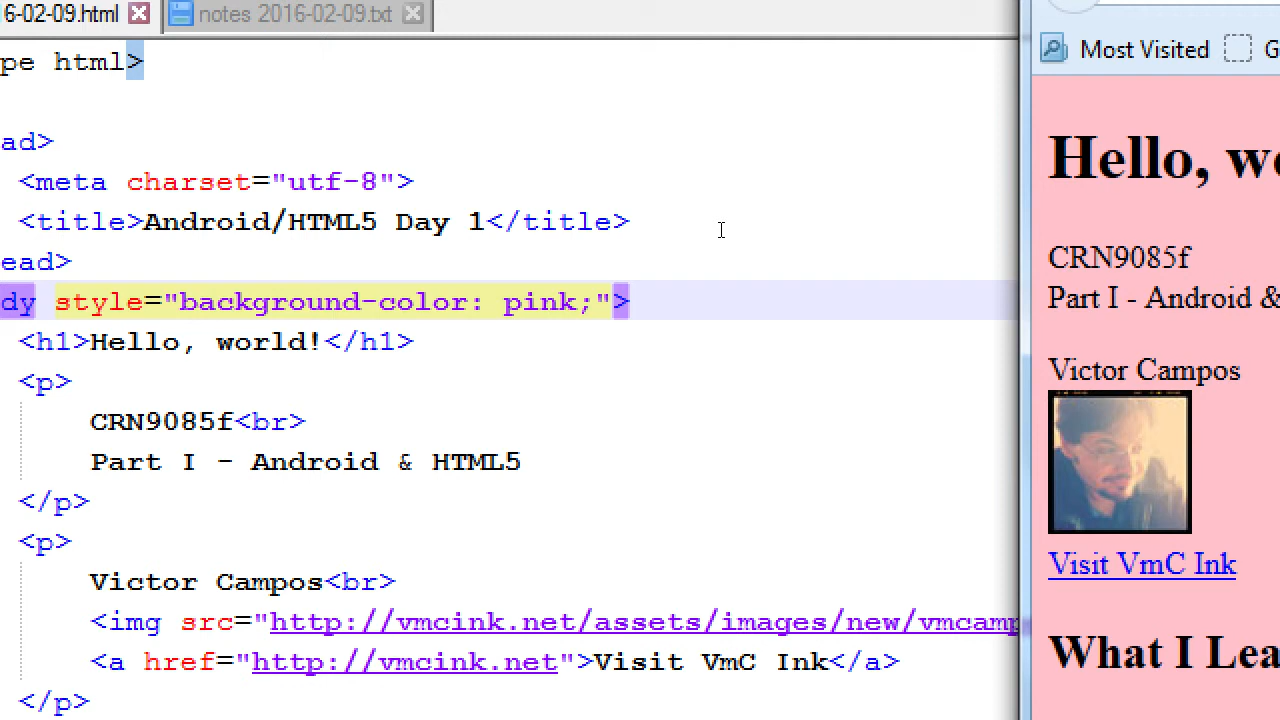 6-02-09.html
notes 2016-02-09.txt
pe html>
ad>
<meta charset="utf-8">
<title>Android/HTML5 Day 1</title>
ead>
dy style="background-color: pink;">
<h1>Hello, world!</h1>
<p>
CRN9085f<br>
Part I - Android & HTML5
</p>
<p>
Victor Campos<br>
<img src="http://vmcink.net/assets/images/new/vmcamp
<a href="http://vmcink.net">Visit VmC Ink</a>
</p>
Most Visited G
Hello, wo
CRN9085f
Part I - Android &
Victor Campos
Visit VmC Ink
What I Lea